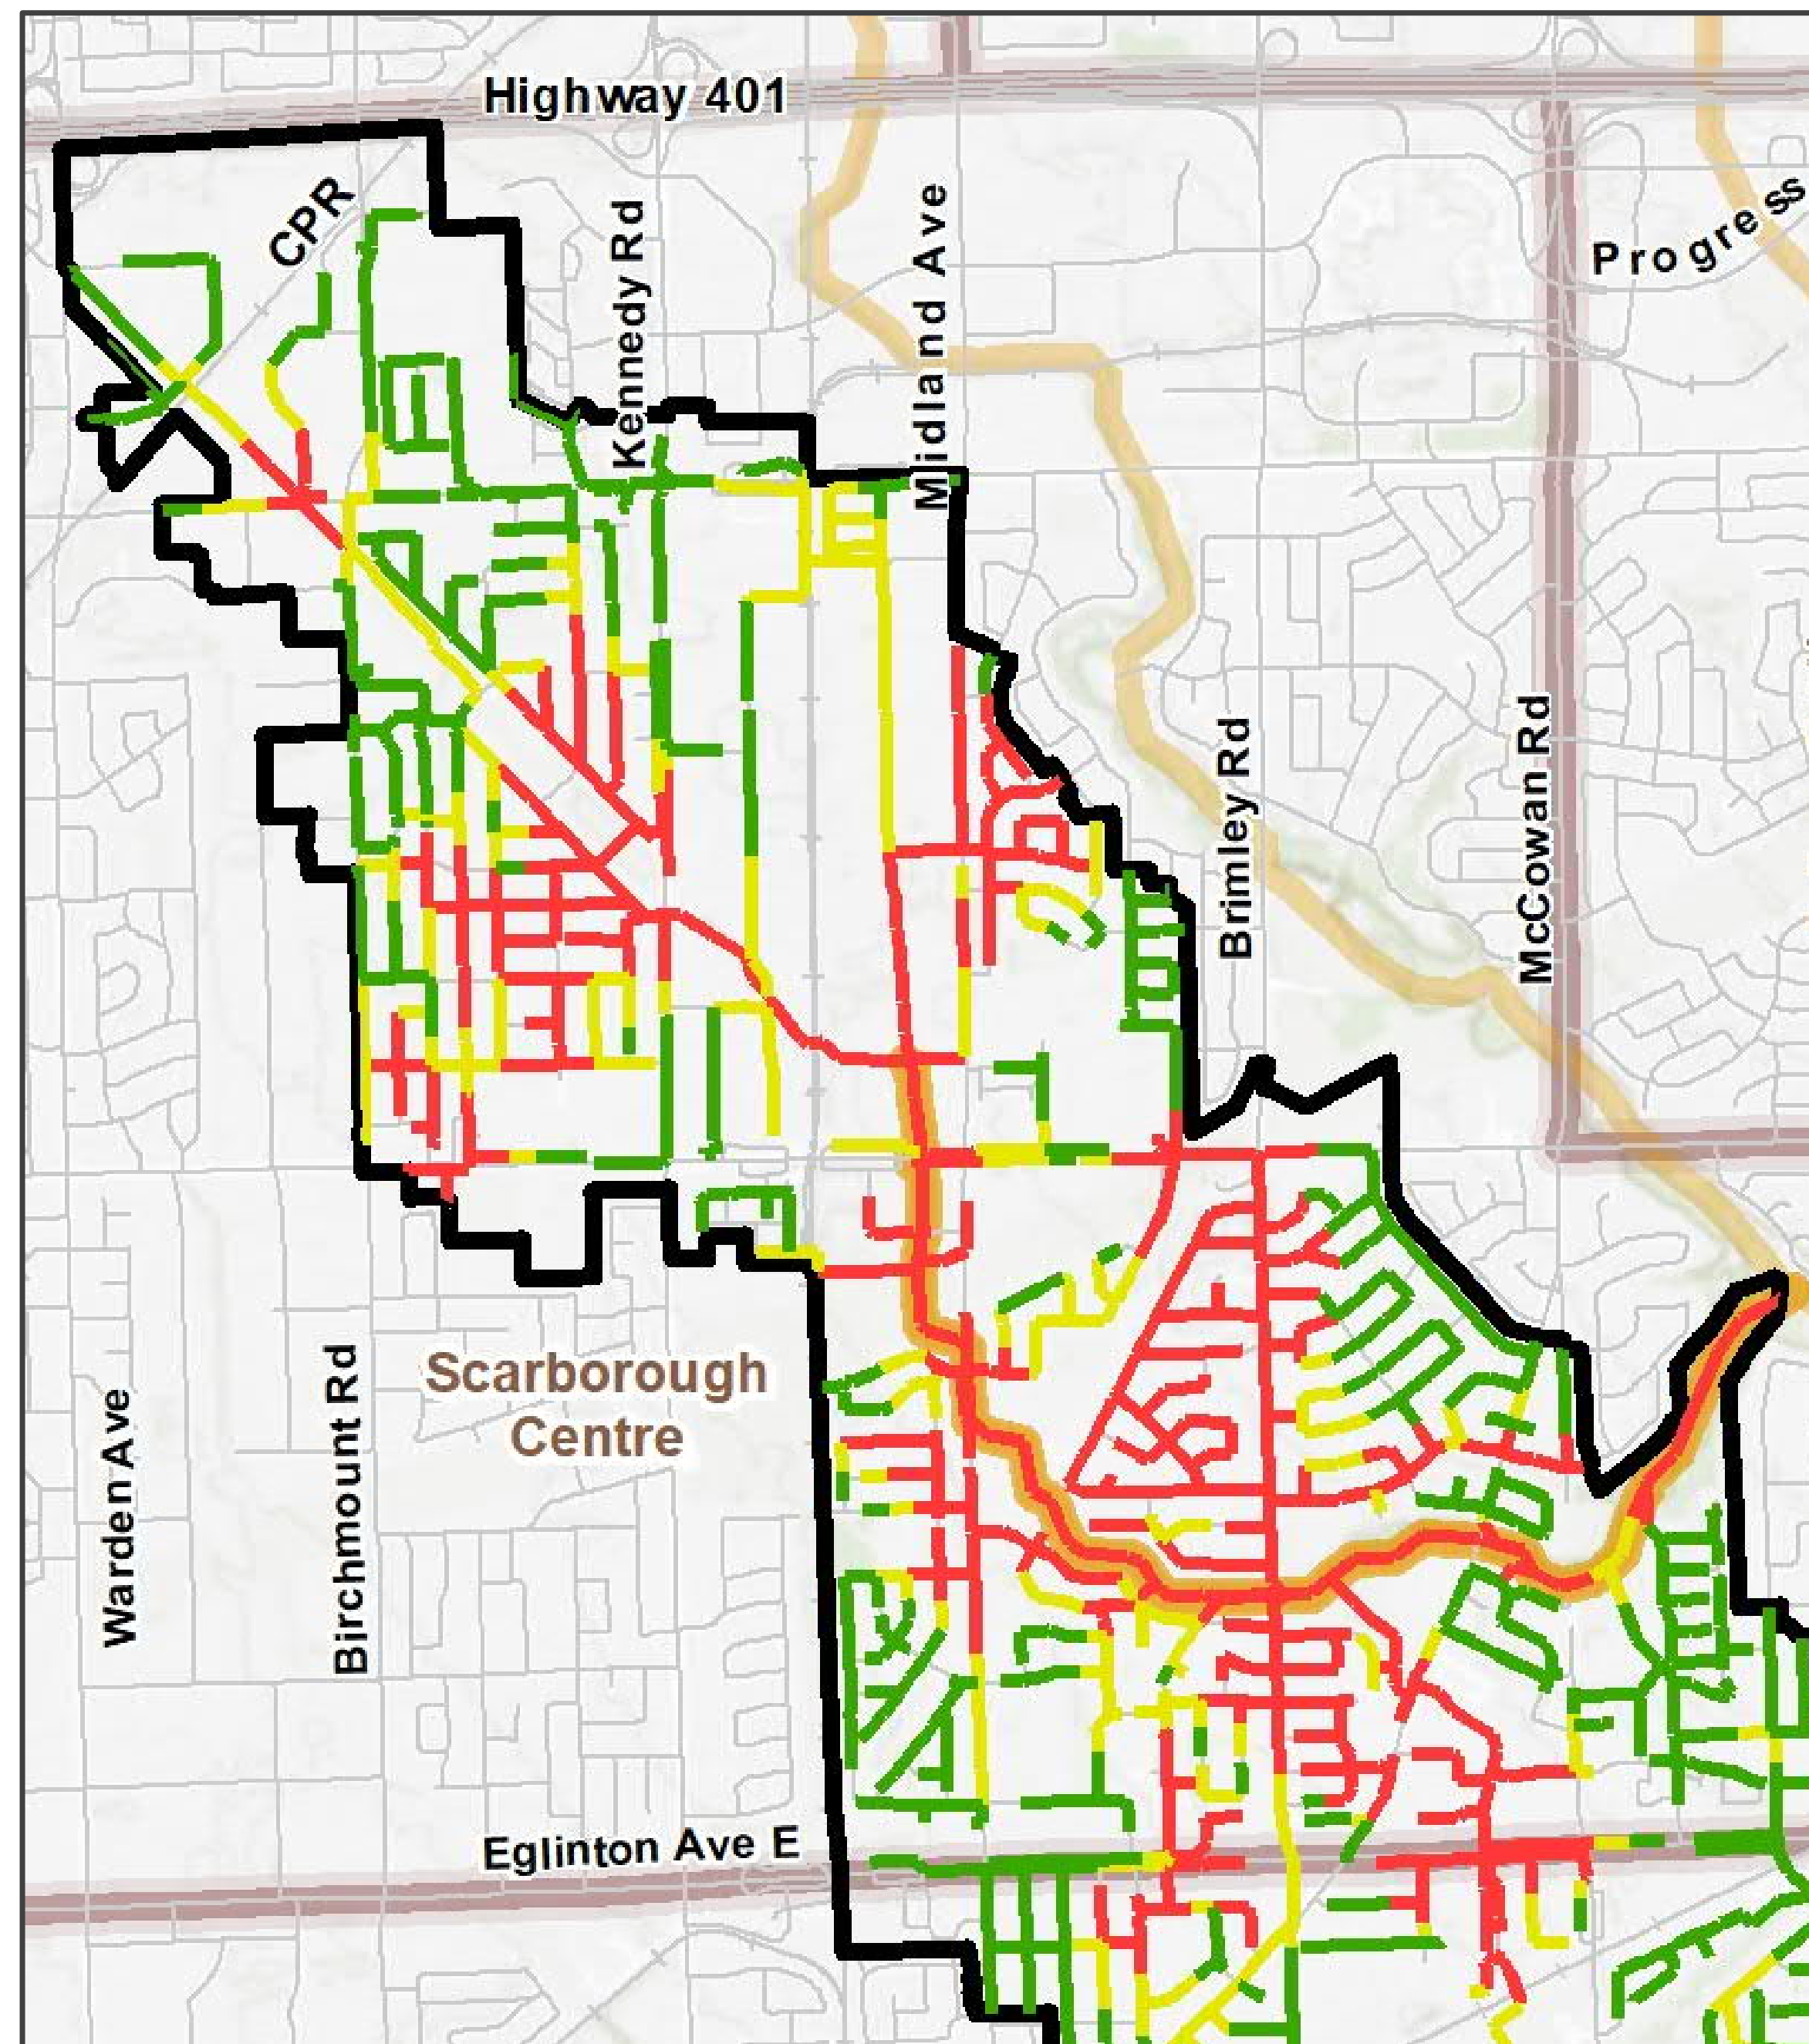 Highway 401
CPR
Kennedy Rd
Midland Ave
Progress
Brimley Rd
McCowan Rd
Scarborough
Centre
Warden Ave
Birchmount Rd
Eglinton Ave E